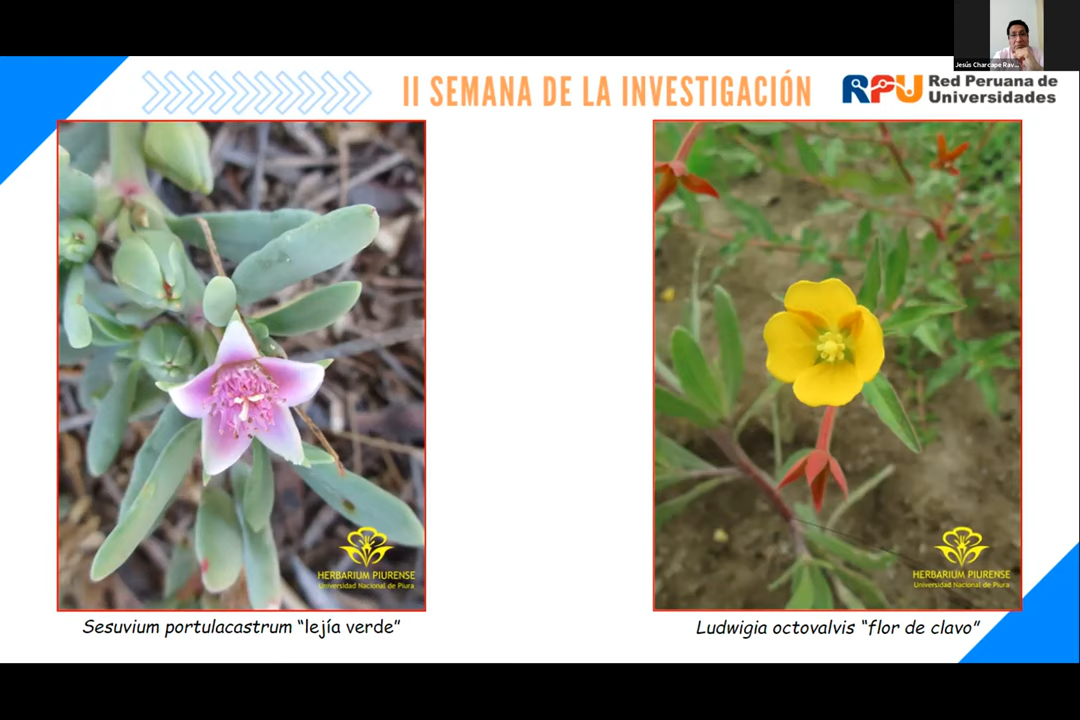 Jesús Charcape Rav...
II SEMANA DE LA INVESTIGACIÓN
RPU
Red Peruana de
Universidades
HERBARIUM PIURENSE
Universidad Nacional de Piura
HERBARIUM PIURENSE
Universidad Nacional de Piura
Sesuvium portulacastrum “lejía verde”
Ludwigia octovalvis “flor de clavo”